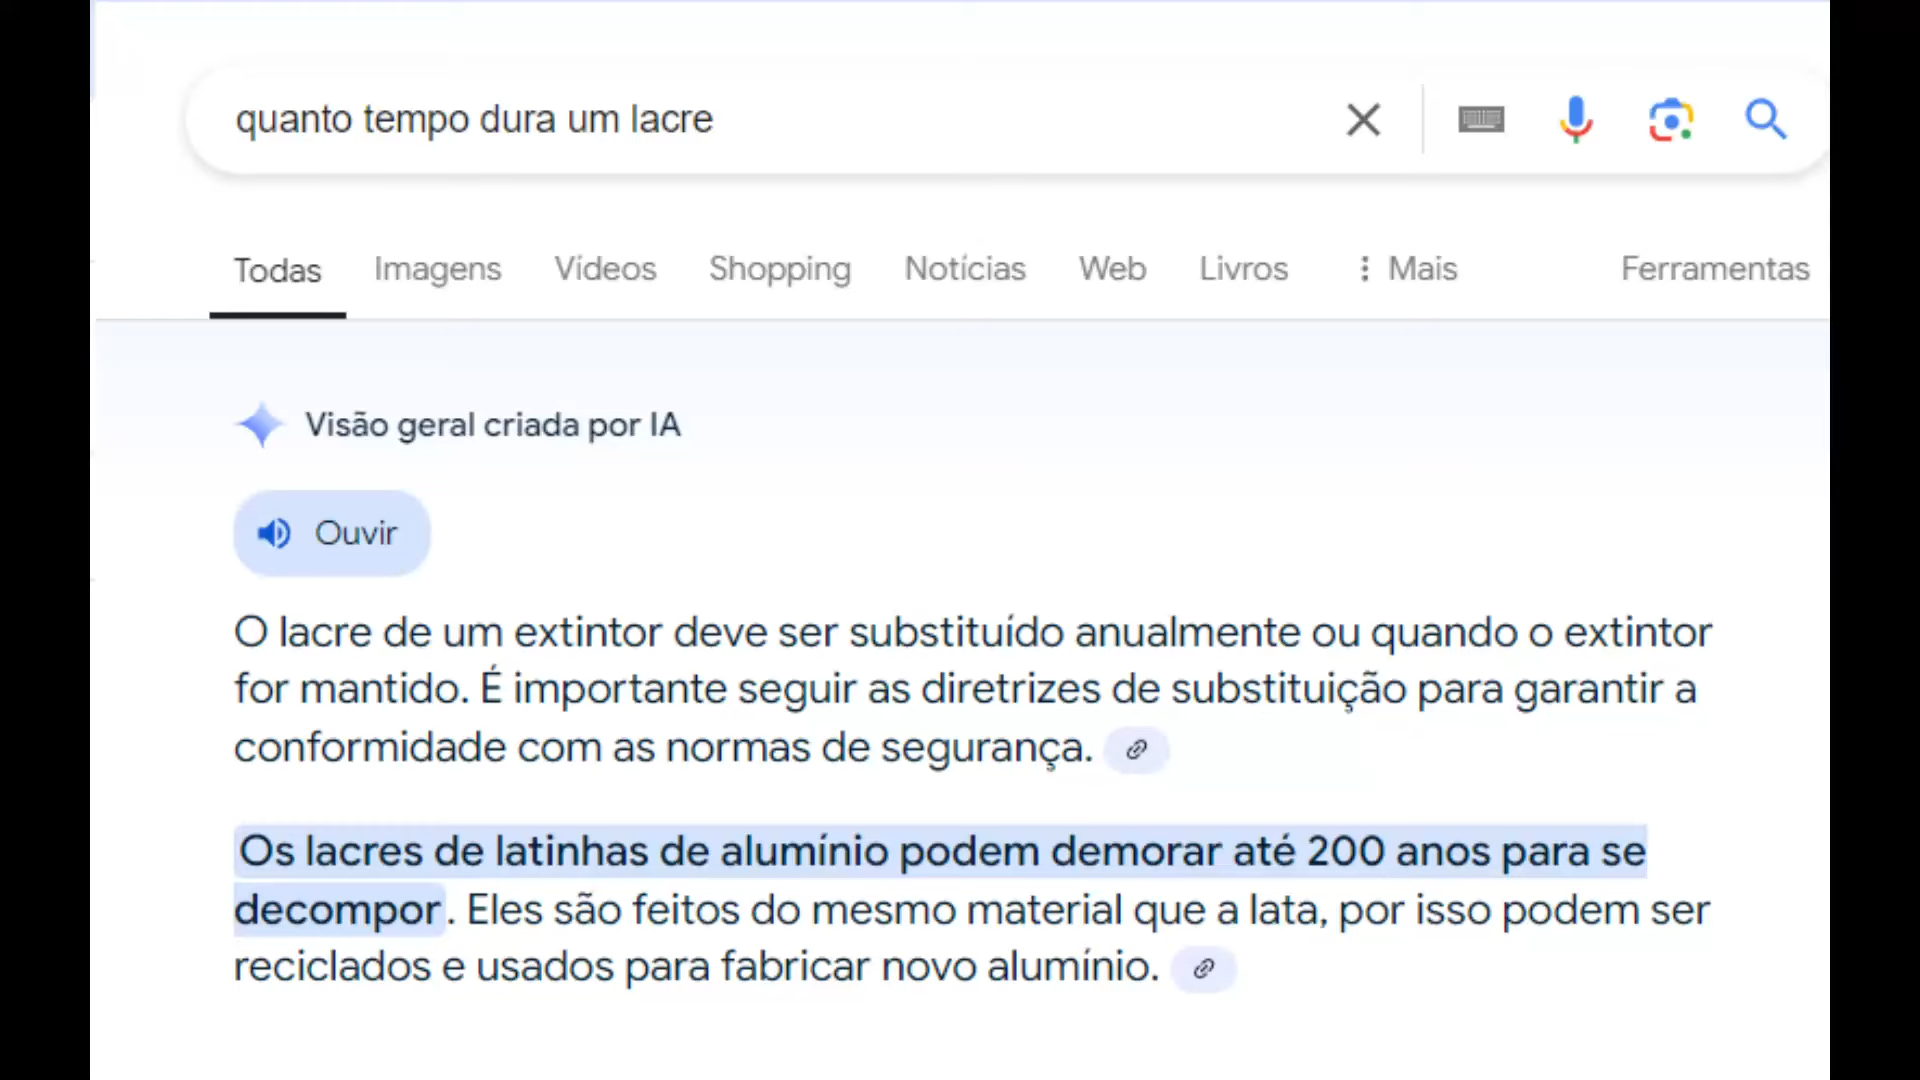 quanto tempo dura um lacre
Todas Imagens Vídeos Shopping Notícias Web Livros Mais Ferramentas
Visão geral criada por IA
Ouvir
O lacre de um extintor deve ser substituído anualmente ou quando o extintor
for mantido. É importante seguir as diretrizes de substituição para garantir a
conformidade com as normas de segurança.
Os lacres de latinhas de alumínio podem demorar até 200 anos para se
decompor. Eles são feitos do mesmo material que a lata, por isso podem ser
reciclados e usados para fabricar novo alumínio.